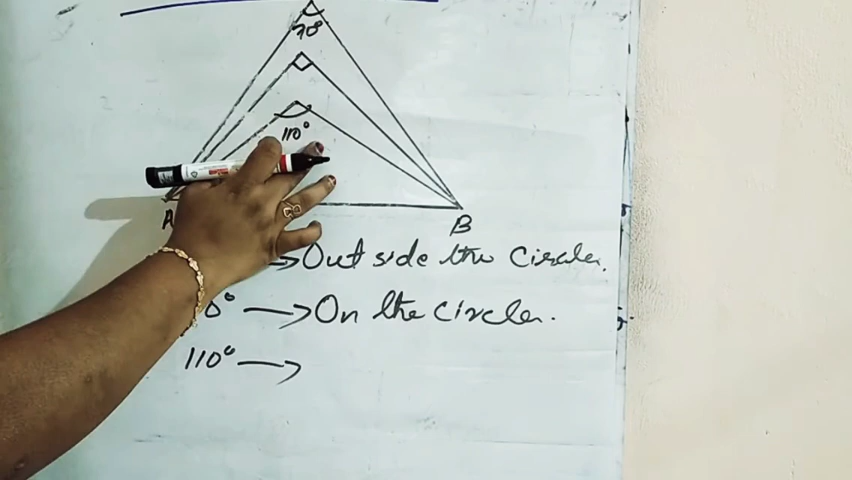 70°
110°
A
B
→Out side the circle.
0° → On the circle.
110° →